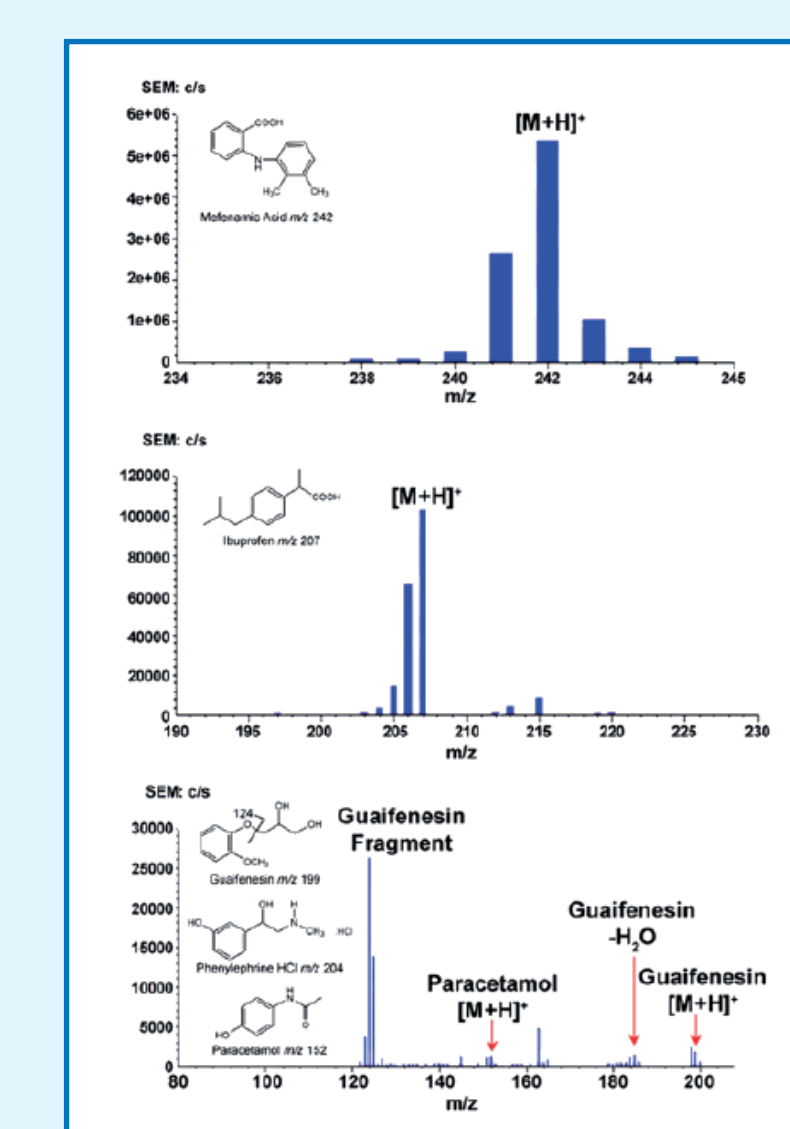 SEM: c/s
6e+06
[M+H]⁺
COOH
5e+06
N
H
4e+06
H₃C
CH₃
Mefenamic Acid m/z 242
3e+06
2e+06
1e+06
0
234 236 238 240 242 244 245
m/z
SEM: c/s
120000
[M+H]⁺
COOH
100000
Ibuprofen m/z 207
80000
60000
40000
20000
0
190 195 200 205 210 215 220 225 230
m/z
SEM: c/s
124 OH
30000
O
OH
Guaifenesin
Fragment
OCH₃
25000
Guaifenesin m/z 199
OH H
20000
HO
N
CH₃ .HCl
Guaifenesin
-H₂O
15000
Phenylephrine HCl m/z 204
Paracetamol
[M+H]⁺
Guaifenesin
[M+H]⁺
10000
H
N
O
5000
HO
Paracetamol m/z 152
0
80 100 120 140 160 180 200
m/z